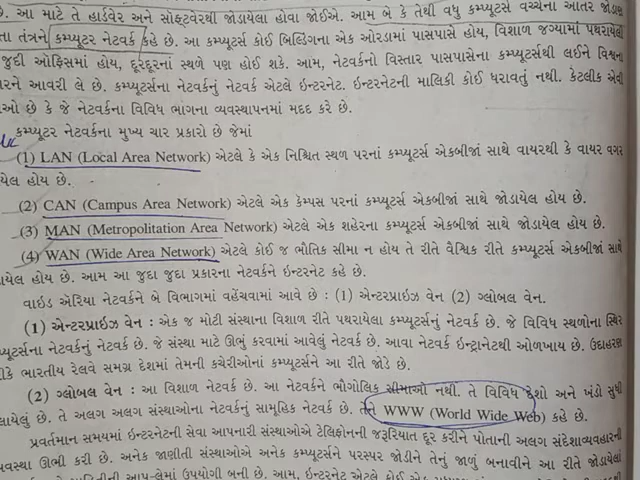 છે. આ માટે તે હાર્ડવેર અને સોફ્ટવેરથી જોડાયેલા હોવા જોઈએ. આમ બે કે તેથી વધુ કમ્પ્યૂટર્સ વચ્ચેના આંતર જોડાણ
તંત્રને કમ્પ્યૂટર નેટવર્ક કહે છે. આ કમ્પ્યૂટર્સ કોઈ બિલ્ડિંગના એક ઓરડામાં પાસપાસે હોય, વિશાળ જગ્યામાં પથરાયેલી
જુદી ઓફિસમાં હોય, દૂરદૂરનાં સ્થળે પણ હોઈ શકે. આમ, નેટવર્કનો વિસ્તાર પાસપાસેના કમ્પ્યૂટર્સથી લઈને વિશ્વના
આવરી લે છે. કમ્પ્યૂટર્સના નેટવર્કનું નેટવર્ક એટલે ઇન્ટરનેટ. ઇન્ટરનેટની માલિકી કોઈ ધરાવતું નથી. કેટલીક એવી
છે કે જે નેટવર્કના વિવિધ ભાગના વ્યવસ્થાપનમાં મદદ કરે છે.
કમ્પ્યૂટર નેટવર્કના મુખ્ય ચાર પ્રકારો છે જેમાં
(1) LAN (Local Area Network) એટલે કે એક નિશ્ચિત સ્થળ પરનાં કમ્પ્યૂટર્સ એકબીજાં સાથે વાયરથી કે વાયર વગર
હોય છે.
(2) CAN (Campus Area Network) એટલે એક કેમ્પસ પરનાં કમ્પ્યૂટર્સ એકબીજાં સાથે જોડાયેલ હોય છે.
(3) MAN (Metropolitation Area Network) એટલે એક શહેરના કમ્પ્યૂટર્સ એકબીજાં સાથે જોડાયેલ હોય છે.
(4) WAN (Wide Area Network) એટલે કોઈ જ ભૌતિક સીમા ન હોય તે રીતે વૈશ્વિક રીતે કમ્પ્યૂટર્સ એકબીજાં સાથે
હોય છે. આમ આ જુદા જુદા પ્રકારના નેટવર્કને ઇન્ટરનેટ કહે છે.
વાઇડ એરિયા નેટવર્કને બે વિભાગમાં વહેંચવામાં આવે છે : (1) એન્ટરપ્રાઇઝ વેન (2) ગ્લોબલ વેન.
(1) એન્ટરપ્રાઇઝ વેન : એક જ મોટી સંસ્થાના વિશાળ રીતે પથરાયેલા કમ્પ્યૂટર્સનું નેટવર્ક છે. જે વિવિધ સ્થળોના સ્થિર
નેટવર્કનું નેટવર્ક છે. જે સંસ્થા માટે ઊભું કરવામાં આવેલું નેટવર્ક છે. આવા નેટવર્ક ઇન્ટ્રાનેટથી ઓળખાય છે. ઉદાહરણ
ભારતીય રેલવે સમગ્ર દેશમાં તેમની કચેરીઓનાં કમ્પ્યૂટર્સને આ રીતે જોડે છે.
(2) ગ્લોબલ વેન : આ વિશાળ નેટવર્ક છે. આ નેટવર્કને ભૌગોલિક સીમાઓ નથી. તે વિવિધ દેશો અને ખંડો સુધી
છે. તે અલગ અલગ સંસ્થાઓના નેટવર્કનું સામૂહિક નેટવર્ક છે. તેને WWW (World Wide Web) કહે છે.
પ્રવર્તમાન સમયમાં ઇન્ટરનેટની સેવા આપનારી સંસ્થાઓએ ટેલિફોનની જરૂરિયાત દૂર કરીને પોતાની અલગ સંદેશાવ્યવહારની
ઊભી કરી છે. અનેક જાણીતી સંસ્થાઓએ અનેક કમ્પ્યૂટર્સને પરસ્પર જોડીને તેનું જાળું બનાવીને આ રીતે જોડાયેલાં
ઉપયોગી બની છે. આમ, ઇન્ટરનેટ એટલે કોઈ એક